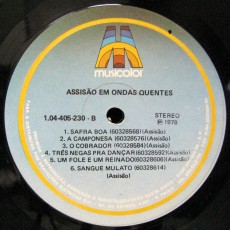 musicolor
ASSISÃO EM ONDAS QUENTES
1.04-405-230 - B
STEREO
℗ 1978
1. SAFRA BOA (60328568) (Assisão)
2. A CAMPONESA (60328576) (Assisão)
3. O COBRADOR (60328584) (Assisão)
4. TRÊS NEGAS PRA DANÇAR (60328592) (Assisão)
5. UM FOLE E UM REINADO (60328606) (Assisão)
6. SANGUE MULATO (60328614)
(Assisão)